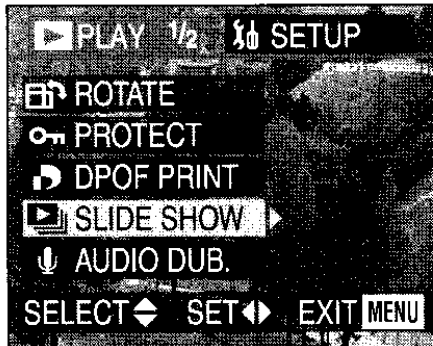 PLAY 1/2 SETUP
ROTATE
PROTECT
DPOF PRINT
SLIDE SHOW
AUDIO DUB.
SELECT SET EXIT MENU